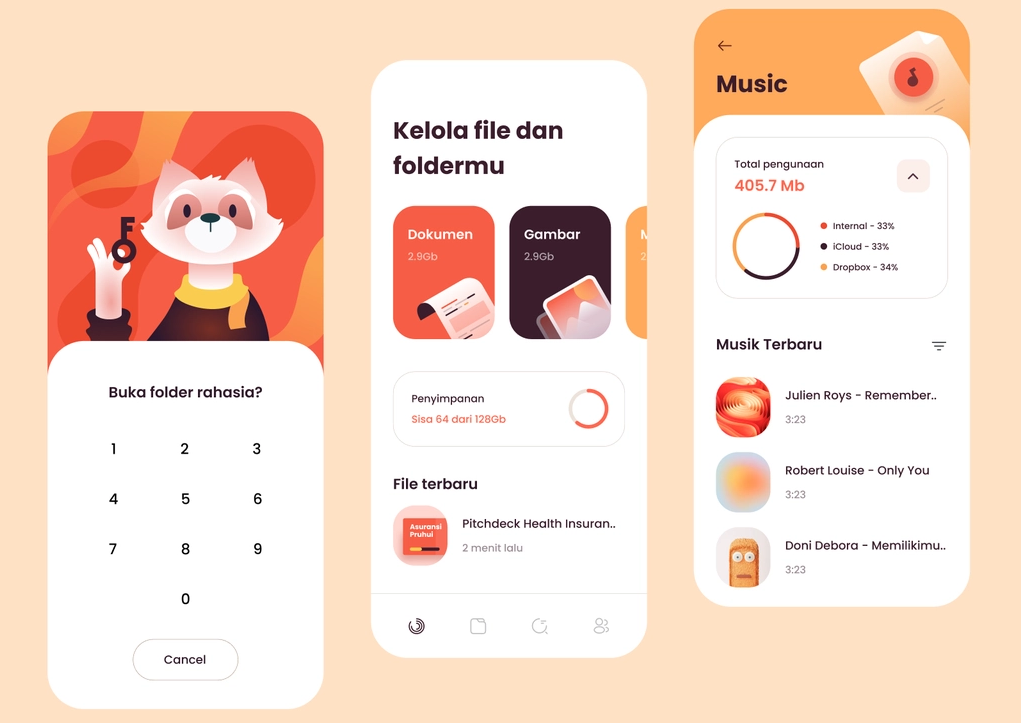 Buka folder rahasia?
1 2 3
4 5 6
7 8 9
0
Cancel
Kelola file dan
foldermu
Dokumen
2.9Gb
Gambar
2.9Gb
M
2
Penyimpanan
Sisa 64 dari 128Gb
File terbaru
Asuransi
Pruhui
Pitchdeck Health Insuran..
2 menit lalu
Music
Total pengunaan
405.7 Mb
Internal - 33%
iCloud - 33%
Dropbox - 34%
Musik Terbaru
Julien Roys - Remember..
3:23
Robert Louise - Only You
3:23
Doni Debora - Memilikimu..
3:23